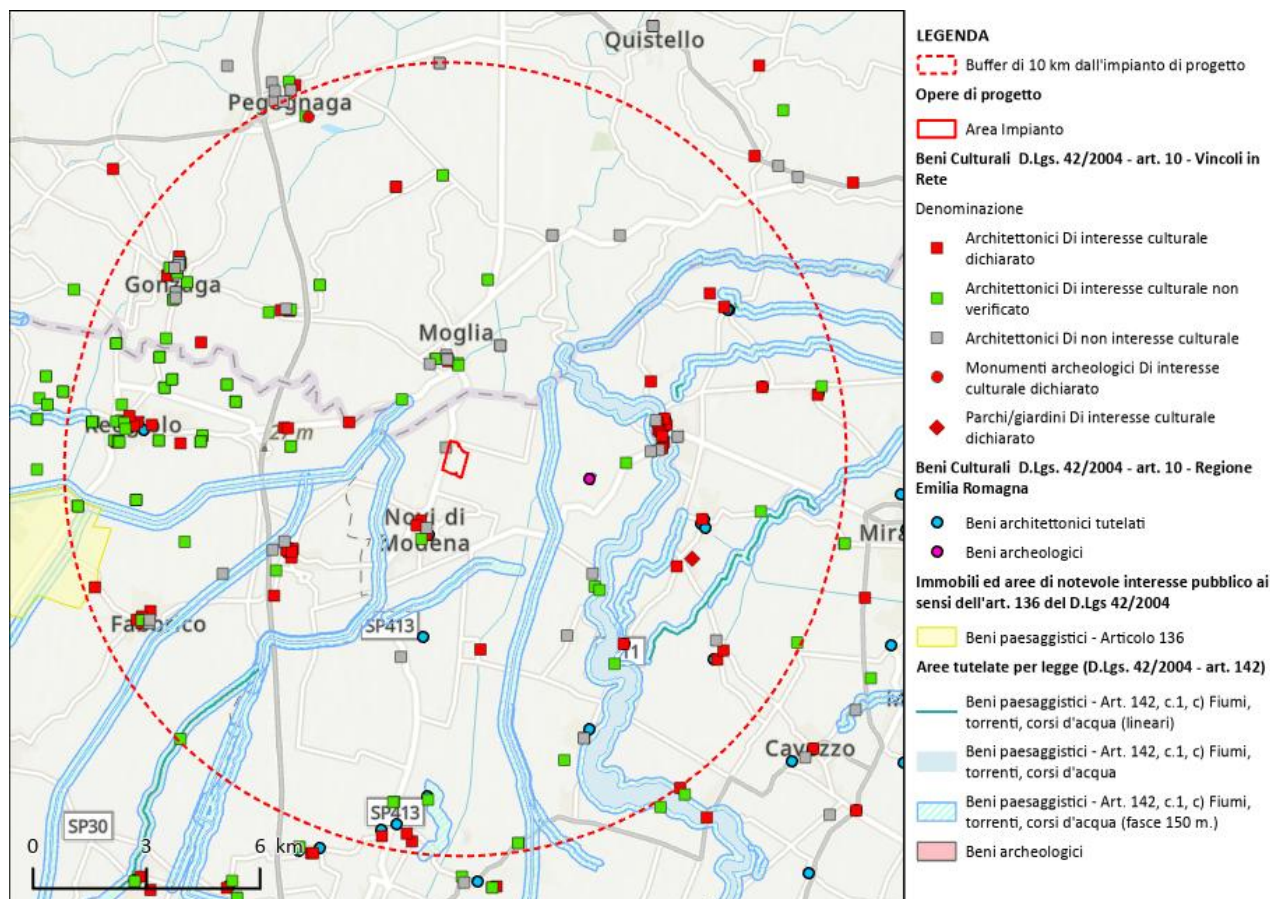 Quistello
Pegognaga
Gonzaga
Moglia
Reggiolo
27 m
Novi di
Modena
Mir
Fabbrico
SP413
11
Cavezzo
M
SP413
SP30
0 3 6 km
LEGENDA
Buffer di 10 km dall'impianto di progetto
Opere di progetto
Area Impianto
Beni Culturali D.Lgs. 42/2004 - art. 10 - Vincoli in
Rete
Denominazione
Architettonici Di interesse culturale
dichiarato
Architettonici Di interesse culturale non
verificato
Architettonici Di non interesse culturale
Monumenti archeologici Di interesse
culturale dichiarato
Parchi/giardini Di interesse culturale
dichiarato
Beni Culturali D.Lgs. 42/2004 - art. 10 - Regione
Emilia Romagna
Beni architettonici tutelati
Beni archeologici
Immobili ed aree di notevole interesse pubblico ai
sensi dell'art. 136 del D.Lgs 42/2004
Beni paesaggistici - Articolo 136
Aree tutelate per legge (D.Lgs. 42/2004 - art. 142)
Beni paesaggistici - Art. 142, c.1, c) Fiumi,
torrenti, corsi d'acqua (lineari)
Beni paesaggistici - Art. 142, c.1, c) Fiumi,
torrenti, corsi d'acqua
Beni paesaggistici - Art. 142, c.1, c) Fiumi,
torrenti, corsi d'acqua (fasce 150 m.)
Beni archeologici